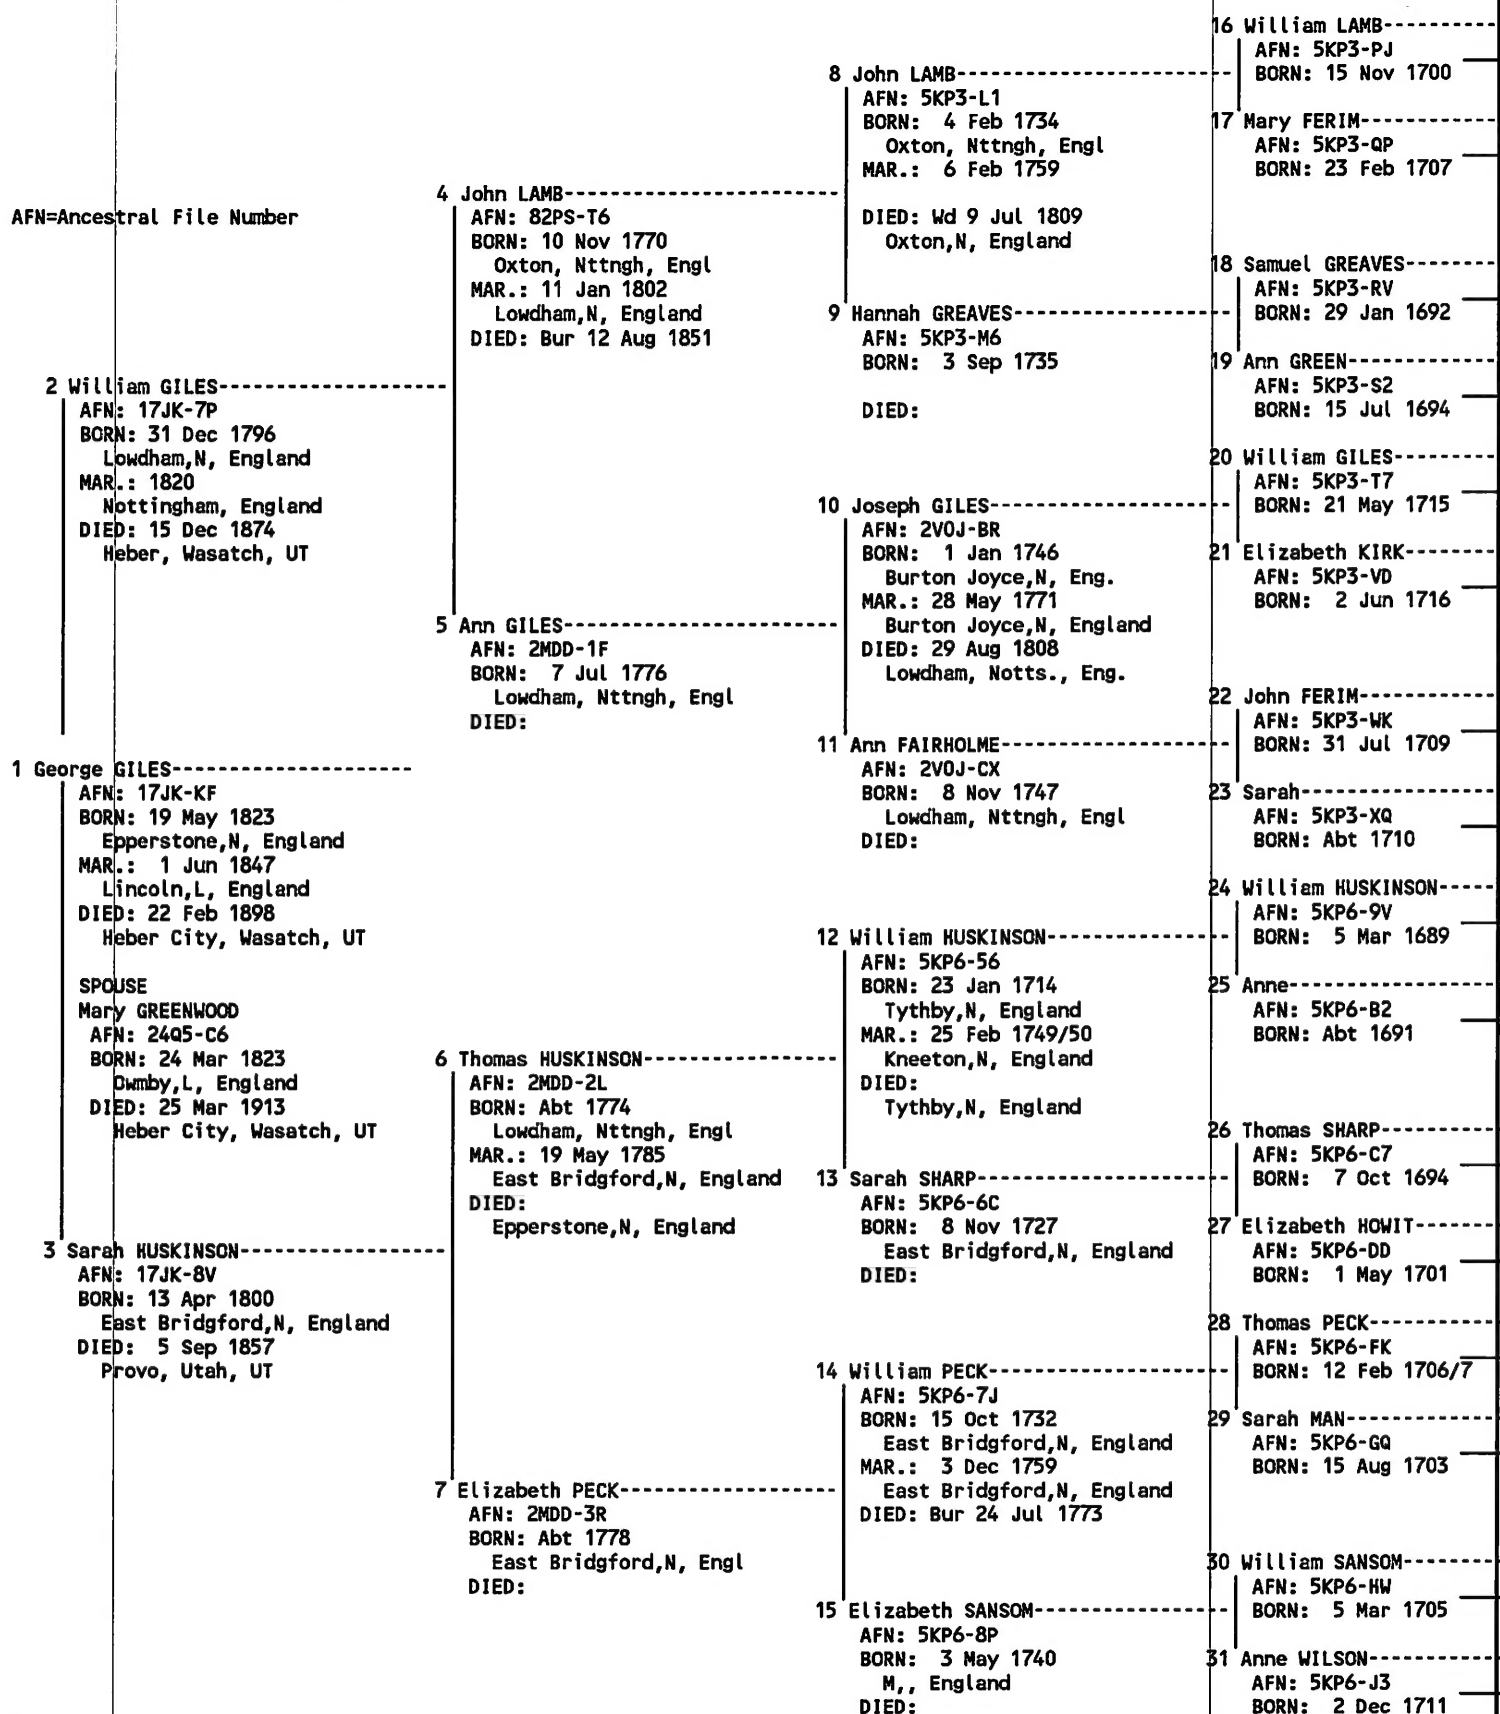 AFN=Ancestral File Number
1 George GILES---------------------
AFN: 17JK-KF
BORN: 19 May 1823
Epperstone,N, England
MAR.:  1 Jun 1847
Lincoln,L, England
DIED: 22 Feb 1898
Heber City, Wasatch, UT
SPOUSE
Mary GREENWOOD
AFN: 24Q5-C6
BORN: 24 Mar 1823
Owmby,L, England
DIED: 25 Mar 1913
Heber City, Wasatch, UT
2 William GILES--------------------
AFN: 17JK-7P
BORN: 31 Dec 1796
Lowdham,N, England
MAR.: 1820
Nottingham, England
DIED: 15 Dec 1874
Heber, Wasatch, UT
3 Sarah HUSKINSON------------------
AFN: 17JK-8V
BORN: 13 Apr 1800
East Bridgford,N, England
DIED:  5 Sep 1857
Provo, Utah, UT
4 John LAMB------------------------
AFN: 82PS-T6
BORN: 10 Nov 1770
Oxton, Nttngh, Engl
MAR.: 11 Jan 1802
Lowdham,N, England
DIED: Bur 12 Aug 1851
5 Ann GILES------------------------
AFN: 2MDD-1F
BORN:  7 Jul 1776
Lowdham, Nttngh, Engl
DIED:
6 Thomas HUSKINSON-----------------
AFN: 2MDD-2L
BORN: Abt 1774
Lowdham, Nttngh, Engl
MAR.: 19 May 1785
East Bridgford,N, England
DIED:
Epperstone,N, England
7 Elizabeth PECK-------------------
AFN: 2MDD-3R
BORN: Abt 1778
East Bridgford,N, Engl
DIED:
8 John LAMB------------------------
AFN: 5KP3-L1
BORN:  4 Feb 1734
Oxton, Nttngh, Engl
MAR.:  6 Feb 1759
DIED: Wd 9 Jul 1809
Oxton,N, England
9 Hannah GREAVES-------------------
AFN: 5KP3-M6
BORN:  3 Sep 1735
DIED:
10 Joseph GILES---------------------
AFN: 2V0J-BR
BORN:  1 Jan 1746
Burton Joyce,N, Eng.
MAR.: 28 May 1771
Burton Joyce,N, England
DIED: 29 Aug 1808
Lowdham, Notts., Eng.
11 Ann FAIRHOLME--------------------
AFN: 2V0J-CX
BORN:  8 Nov 1747
Lowdham, Nttngh, Engl
DIED:
12 William HUSKINSON----------------
AFN: 5KP6-56
BORN: 23 Jan 1714
Tythby,N, England
MAR.: 25 Feb 1749/50
Kneeton,N, England
DIED:
Tythby,N, England
13 Sarah SHARP----------------------
AFN: 5KP6-6C
BORN:  8 Nov 1727
East Bridgford,N, England
DIED:
14 William PECK---------------------
AFN: 5KP6-7J
BORN: 15 Oct 1732
East Bridgford,N, England
MAR.:  3 Dec 1759
East Bridgford,N, England
DIED: Bur 24 Jul 1773
15 Elizabeth SANSOM-----------------
AFN: 5KP6-8P
BORN:  3 May 1740
M,, England
DIED:
16 William LAMB----------
AFN: 5KP3-PJ
BORN: 15 Nov 1700
17 Mary FERIM------------
AFN: 5KP3-QP
BORN: 23 Feb 1707
18 Samuel GREAVES--------
AFN: 5KP3-RV
BORN: 29 Jan 1692
19 Ann GREEN-------------
AFN: 5KP3-S2
BORN: 15 Jul 1694
20 William GILES---------
AFN: 5KP3-T7
BORN: 21 May 1715
21 Elizabeth KIRK--------
AFN: 5KP3-VD
BORN:  2 Jun 1716
22 John FERIM------------
AFN: 5KP3-WK
BORN: 31 Jul 1709
23 Sarah-----------------
AFN: 5KP3-XQ
BORN: Abt 1710
24 William HUSKINSON-----
AFN: 5KP6-9V
BORN:  5 Mar 1689
25 Anne------------------
AFN: 5KP6-B2
BORN: Abt 1691
26 Thomas SHARP----------
AFN: 5KP6-C7
BORN:  7 Oct 1694
27 Elizabeth HOWIT-------
AFN: 5KP6-DD
BORN:  1 May 1701
28 Thomas PECK-----------
AFN: 5KP6-FK
BORN: 12 Feb 1706/7
29 Sarah MAN-------------
AFN: 5KP6-GQ
BORN: 15 Aug 1703
30 William SANSOM--------
AFN: 5KP6-HW
BORN:  5 Mar 1705
31 Anne WILSON-----------
AFN: 5KP6-J3
BORN:  2 Dec 1711